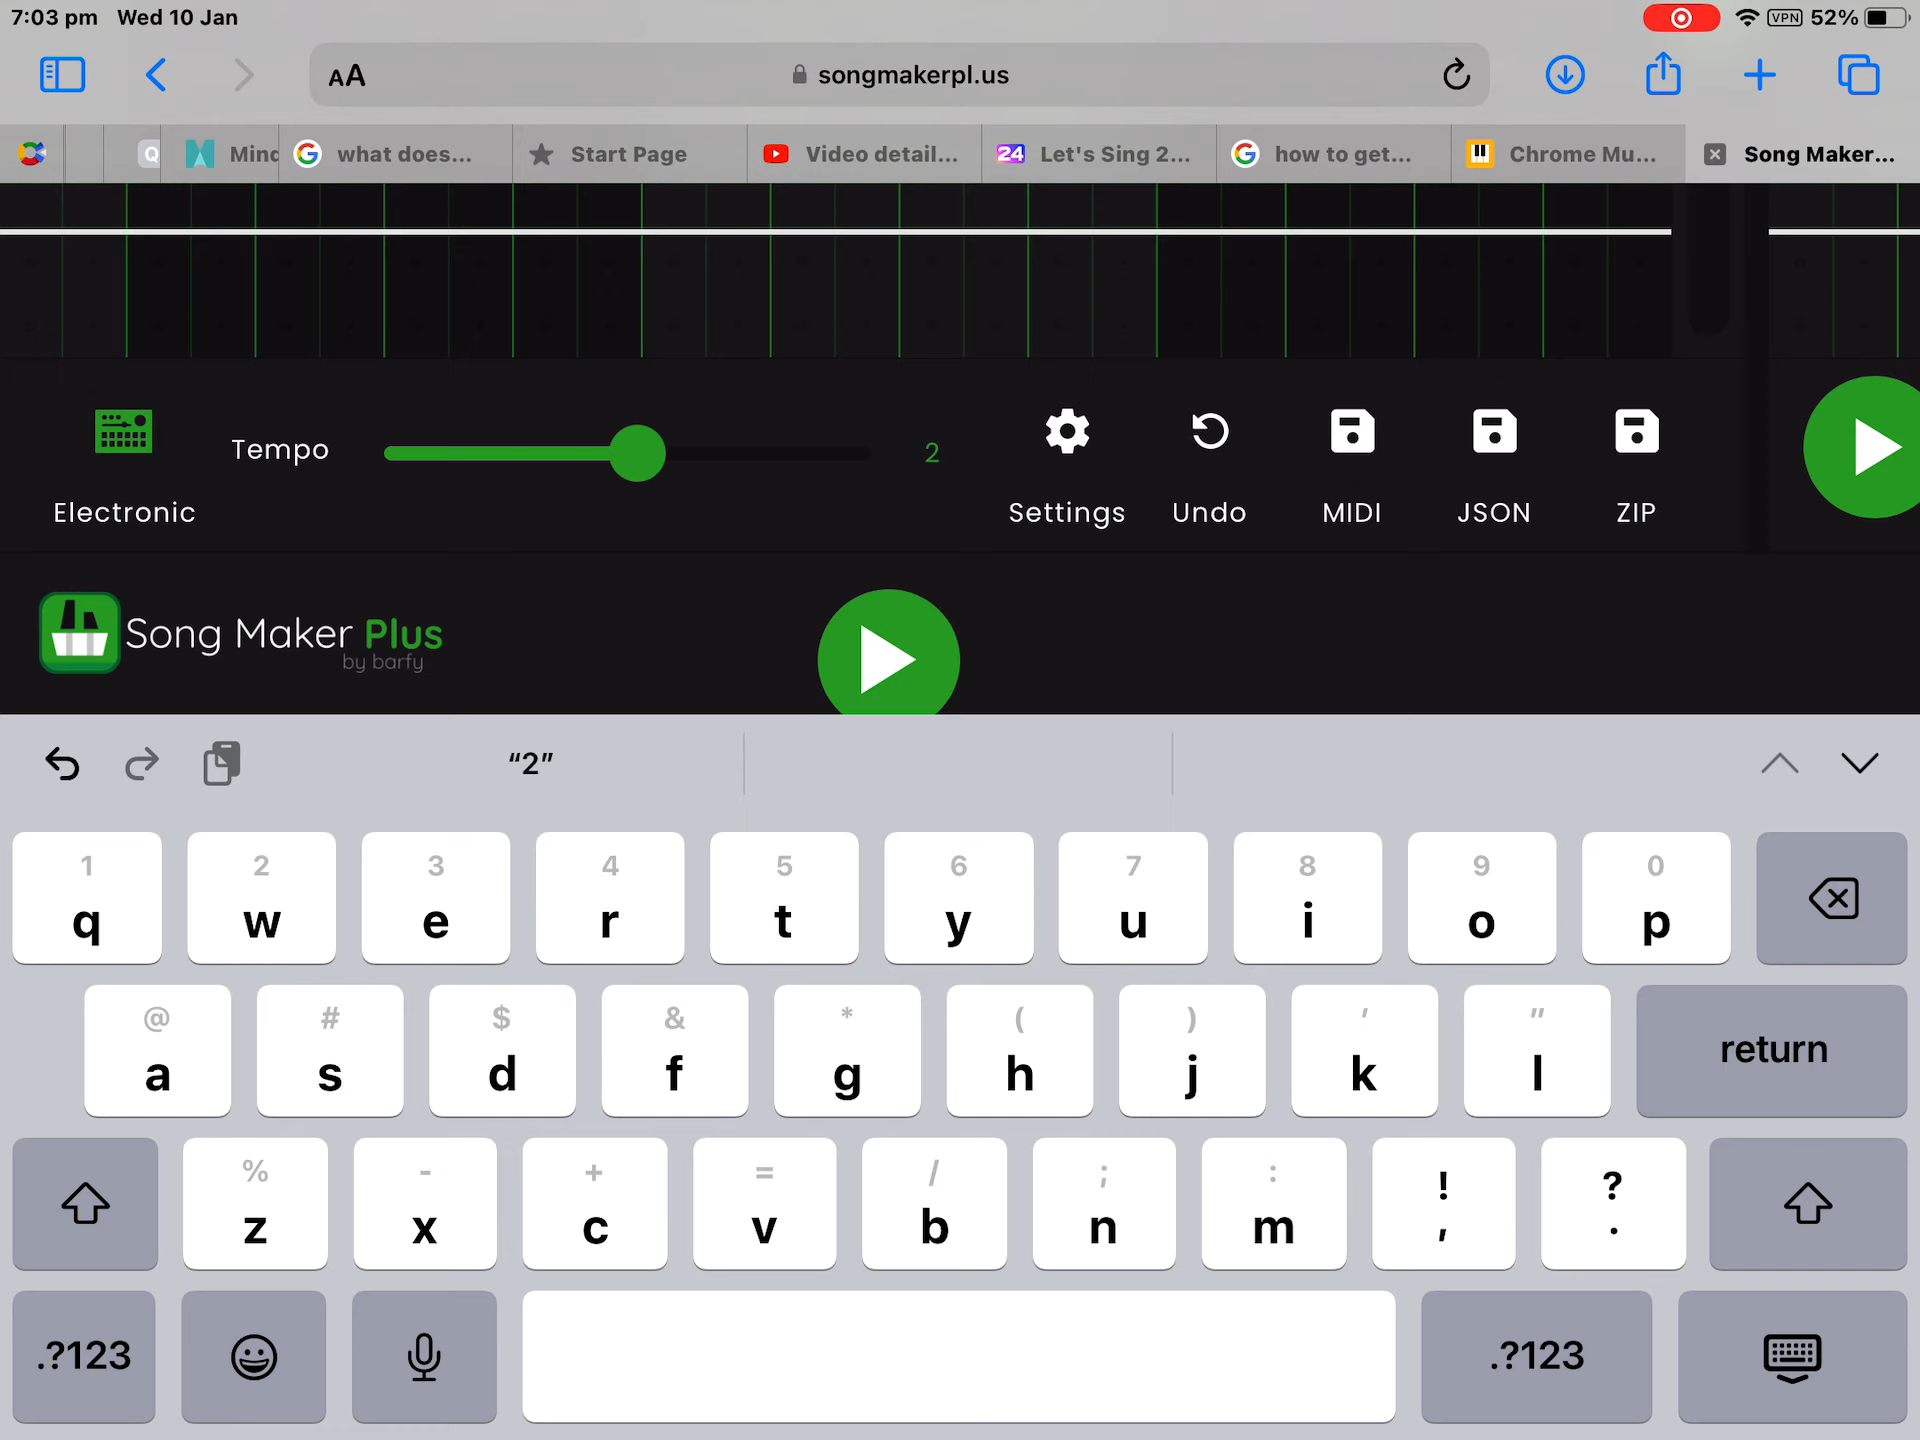 7:03 pm Wed 10 Jan
VPN 52%
AA songmakerpl.us
Q Mind what does... Start Page Video detail... 24 Let's Sing 2... how to get... Chrome Mu... Song Maker...
Tempo 2
Electronic Settings Undo MIDI JSON ZIP
Song Maker Plus
by barfy
“2”
1 2 3 4 5 6 7 8 9 0
q w e r t y u i o p
@ # $ & * ( ) ' "
a s d f g h j k l return
% - + = / ; : ! ?
z x c v b n m , .
.?123 .?123